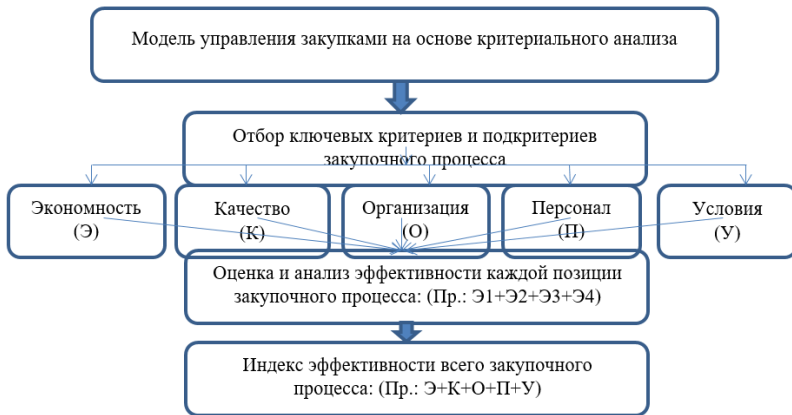 Модель управления закупками на основе критериального анализа
Отбор ключевых критериев и подкритериев
закупочного процесса
Экономность
(Э)
Качество
(К)
Организация
(О)
Персонал
(П)
Условия
(У)
Оценка и анализ эффективности каждой позиции
закупочного процесса: (Пр.: Э1+Э2+Э3+Э4)
Индекс эффективности всего закупочного
процесса: (Пр.: Э+К+О+П+У)